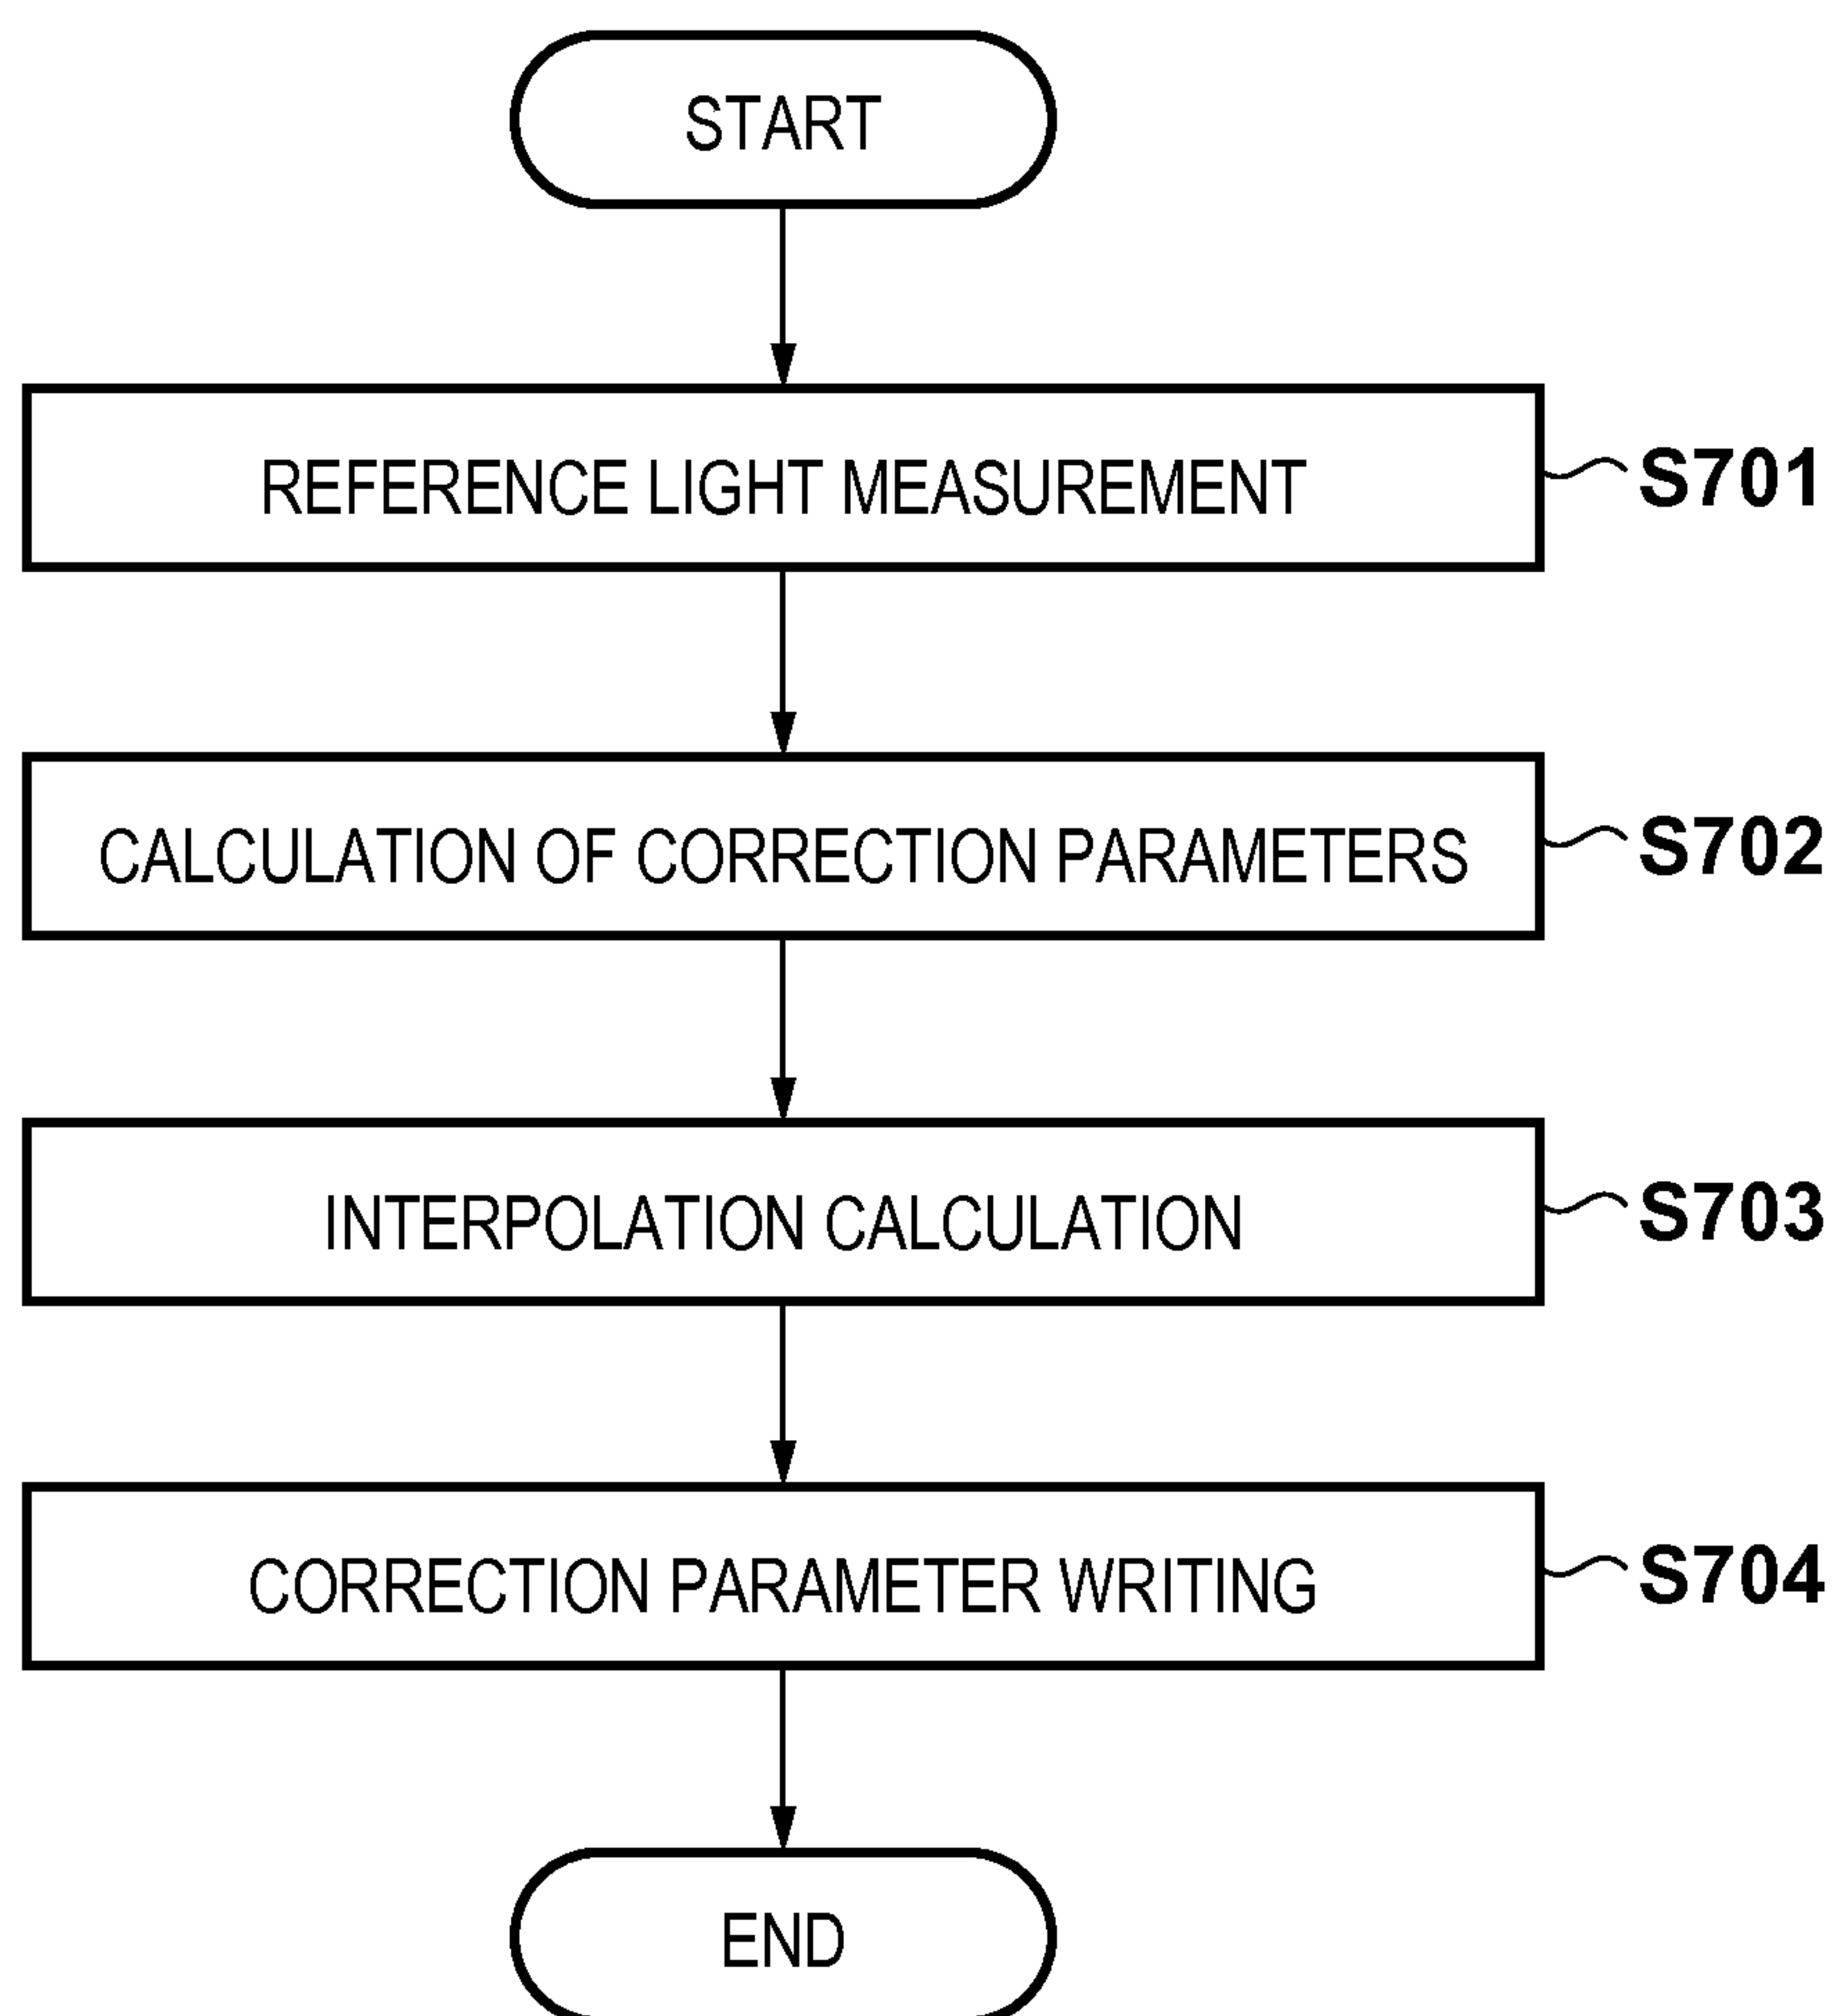 START
REFERENCE LIGHT MEASUREMENT
S701
CALCULATION OF CORRECTION PARAMETERS
S702
INTERPOLATION CALCULATION
S703
CORRECTION PARAMETER WRITING
S704
END